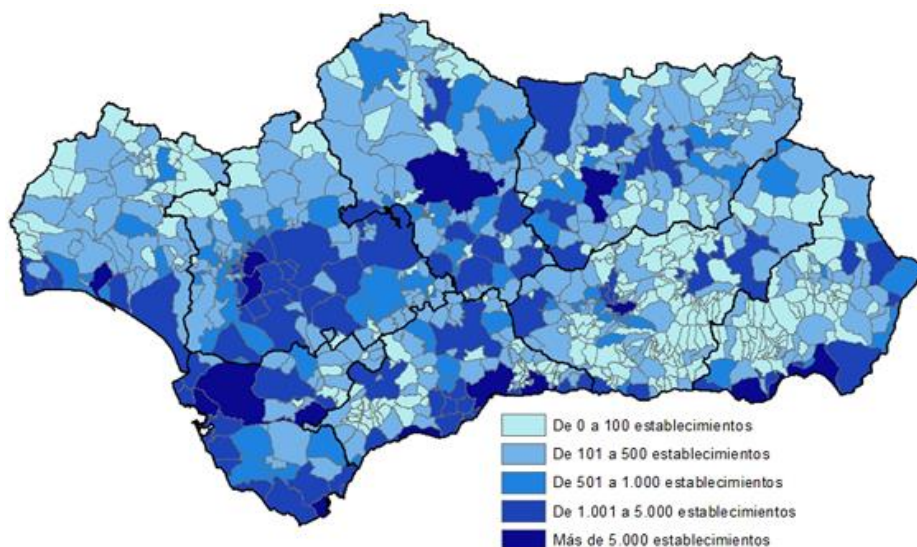 De 0 a 100 establecimientos
De 101 a 500 establecimientos
De 501 a 1.000 establecimientos
De 1.001 a 5.000 establecimientos
Más de 5.000 establecimientos